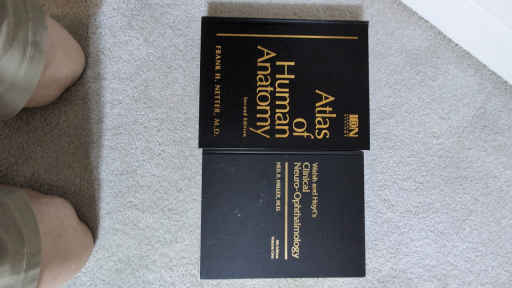 Atlas
of
Human
Anatomy
Second Edition
FRANK H. NETTER, M.D.
Walsh and Hoyt's
Clinical
Neuro-Ophthalmology
NEIL R. MILLER, M.D.